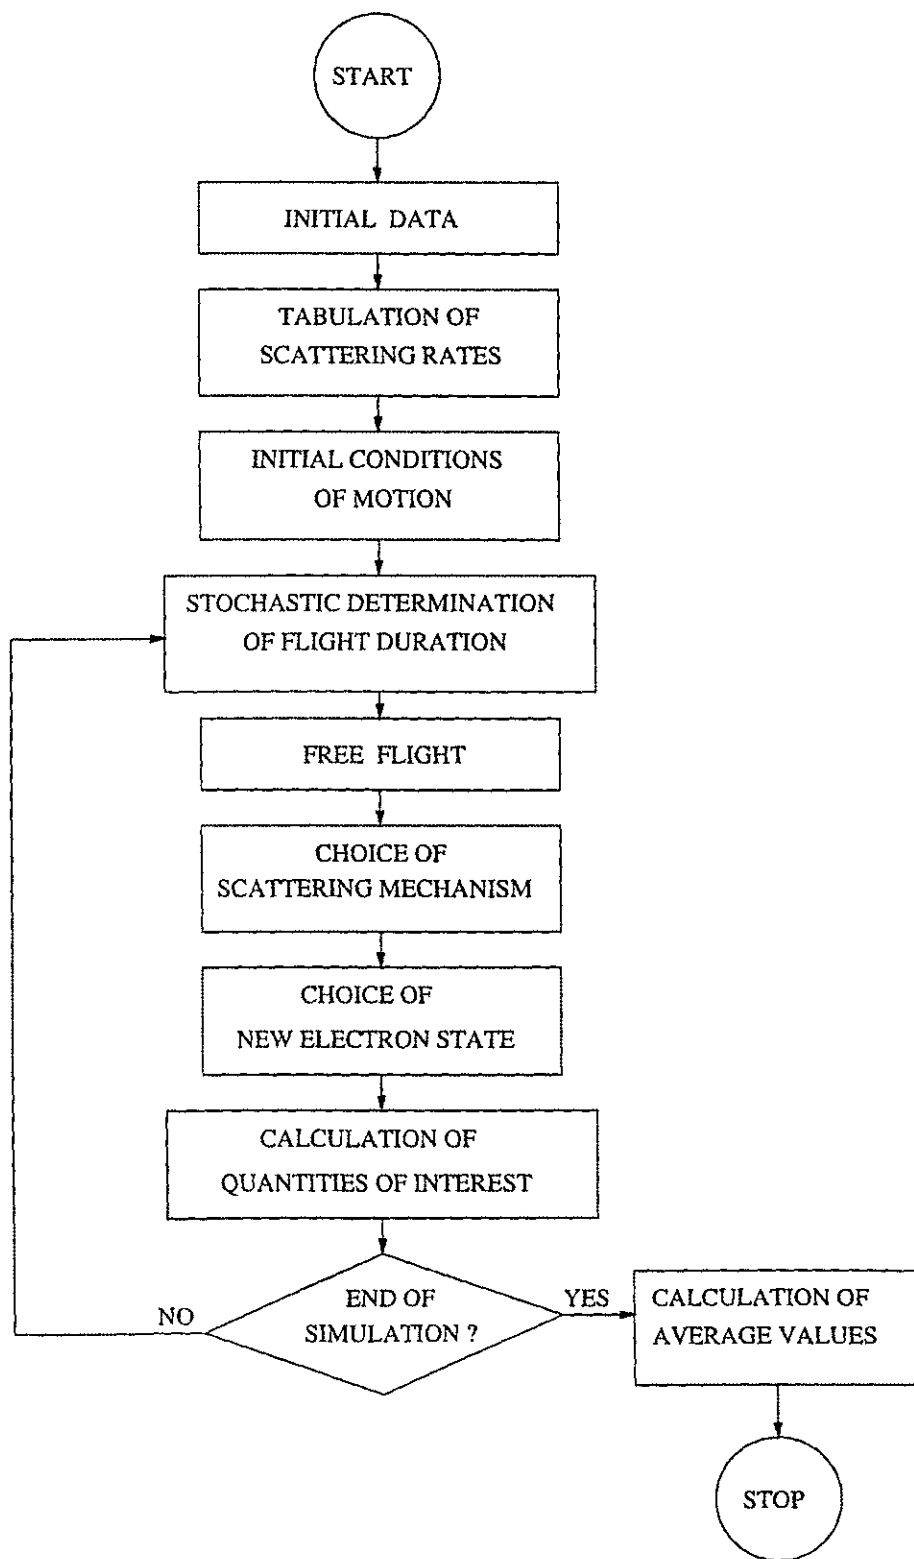 START
INITIAL DATA
TABULATION OF
SCATTERING RATES
INITIAL CONDITIONS
OF MOTION
STOCHASTIC DETERMINATION
OF FLIGHT DURATION
FREE FLIGHT
CHOICE OF
SCATTERING MECHANISM
CHOICE OF
NEW ELECTRON STATE
CALCULATION OF
QUANTITIES OF INTEREST
NO
END OF
SIMULATION ?
YES
CALCULATION OF
AVERAGE VALUES
STOP